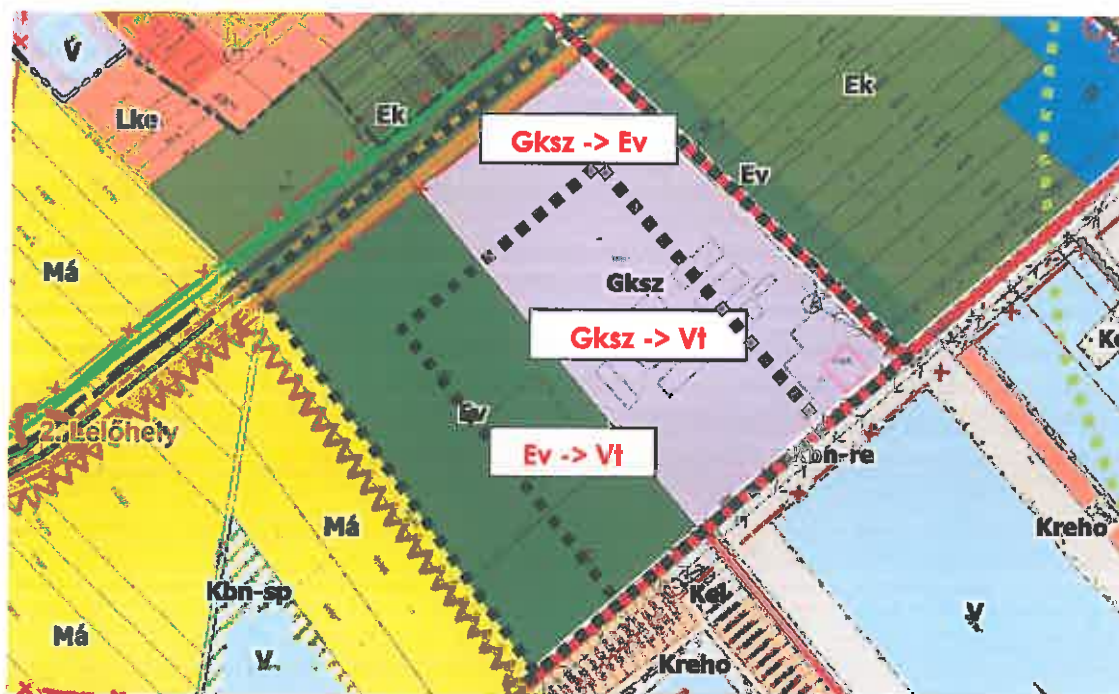 V
Lke
Ek
Ek
Gksz -> Ev
Ev
Má
Gksz
Gksz -> Vt
2. Lelőhely
Ev
Ev -> Vt
Kbn-re
Má
Kreho
Kbn-sp
Kel
V
Má
V
Kreho